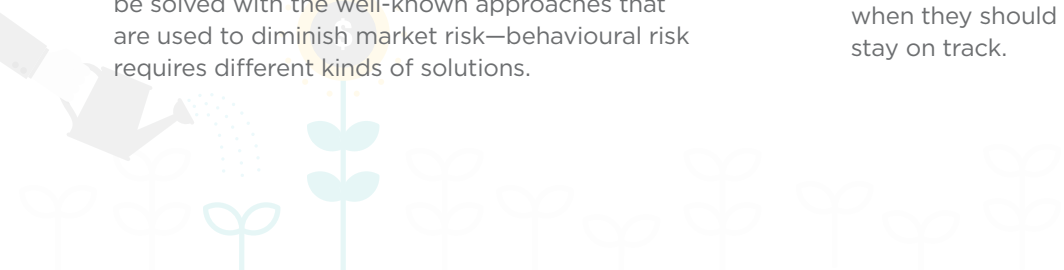 be solved with the well-known approaches that
are used to diminish market risk—behavioural risk
requires different kinds of solutions.
when they should
stay on track.